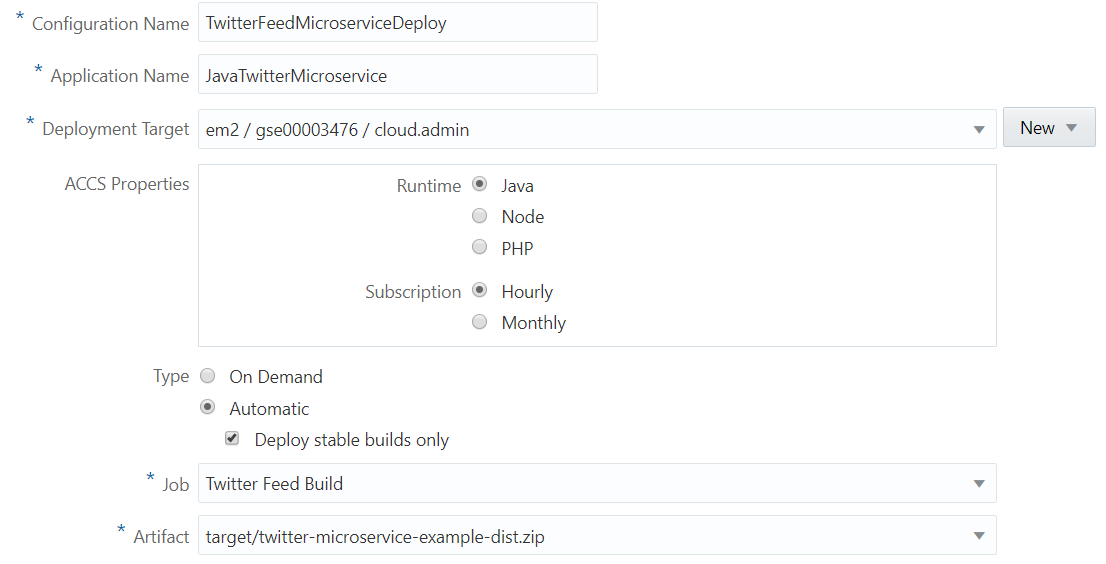 * Configuration Name TwitterFeedMicroserviceDeploy
* Application Name JavaTwitterMicroservice
* Deployment Target em2 / gse00003476 / cloud.admin New
ACCS Properties Runtime Java
Node
PHP
Subscription Hourly
Monthly
Type On Demand
Automatic
Deploy stable builds only
* Job Twitter Feed Build
* Artifact target/twitter-microservice-example-dist.zip